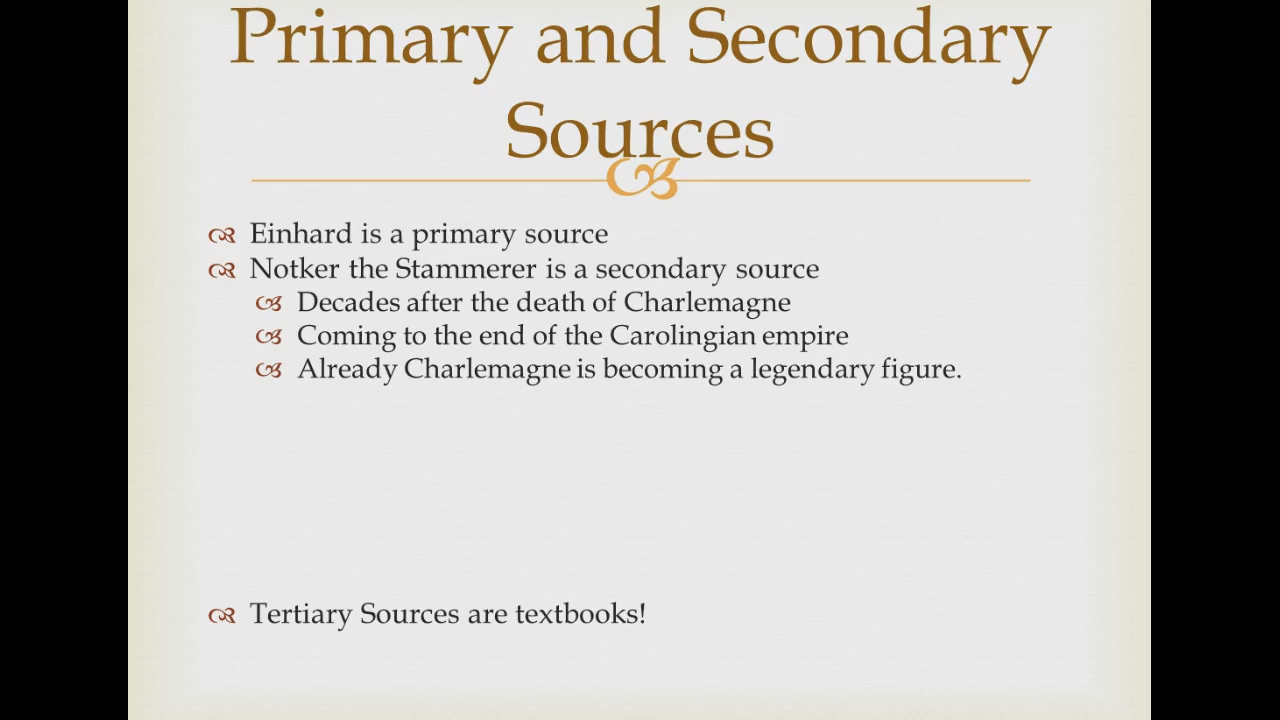 Primary and Secondary
Sources
Einhard is a primary source
Notker the Stammerer is a secondary source
Decades after the death of Charlemagne
Coming to the end of the Carolingian empire
Already Charlemagne is becoming a legendary figure.
Tertiary Sources are textbooks!